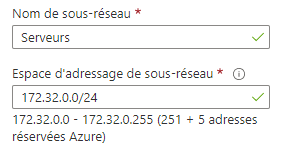 Nom de sous-réseau *
Serveurs
Espace d'adressage de sous-réseau *
172.32.0.0/24
172.32.0.0 - 172.32.0.255 (251 + 5 adresses
réservées Azure)